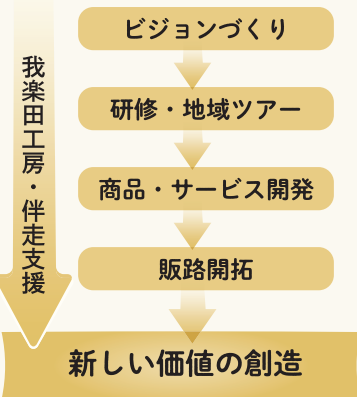 我楽田工房・伴走支援
ビジョンづくり
研修・地域ツアー
商品・サービス開発
販路開拓
新しい価値の創造